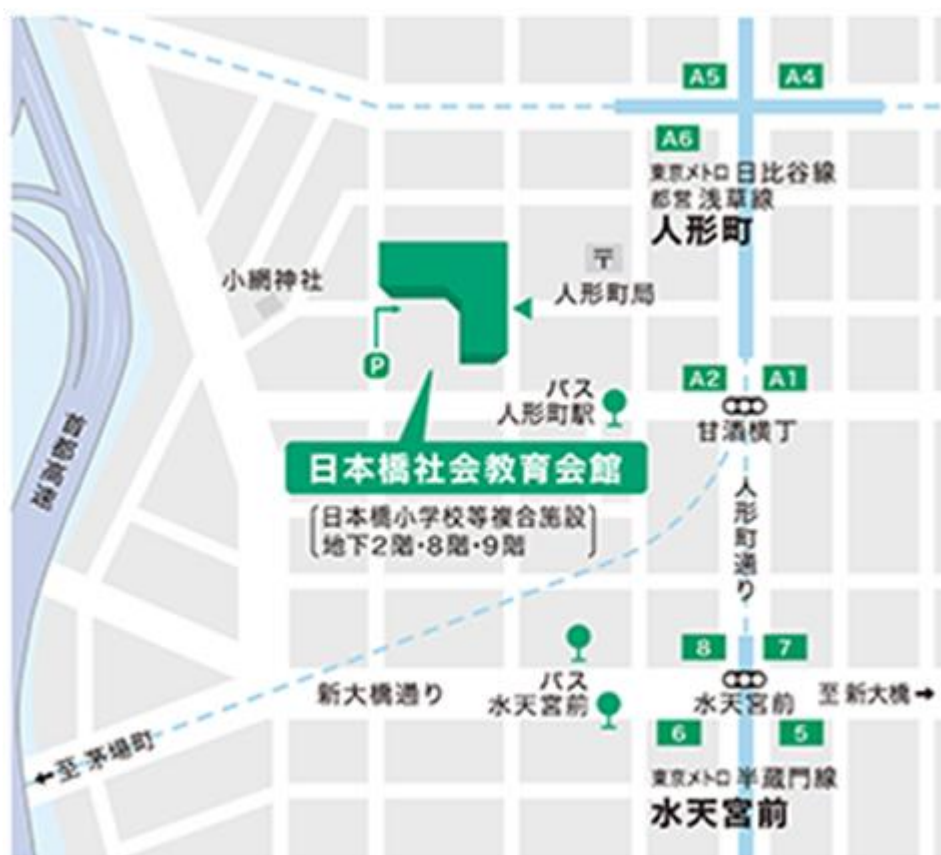 A5
A4
A6
東京メトロ 日比谷線
都営 浅草線
人形町
〒
小網神社
人形町局
P
A2
A1
バス
人形町駅
甘酒横丁
首都高速
日本橋社会教育会館
日本橋小学校等複合施設
地下2階・8階・9階
人形町通り
8
7
バス
水天宮前
新大橋通り
水天宮前
至 新大橋→
←至 茅場町
6
5
東京メトロ 半蔵門線
水天宮前